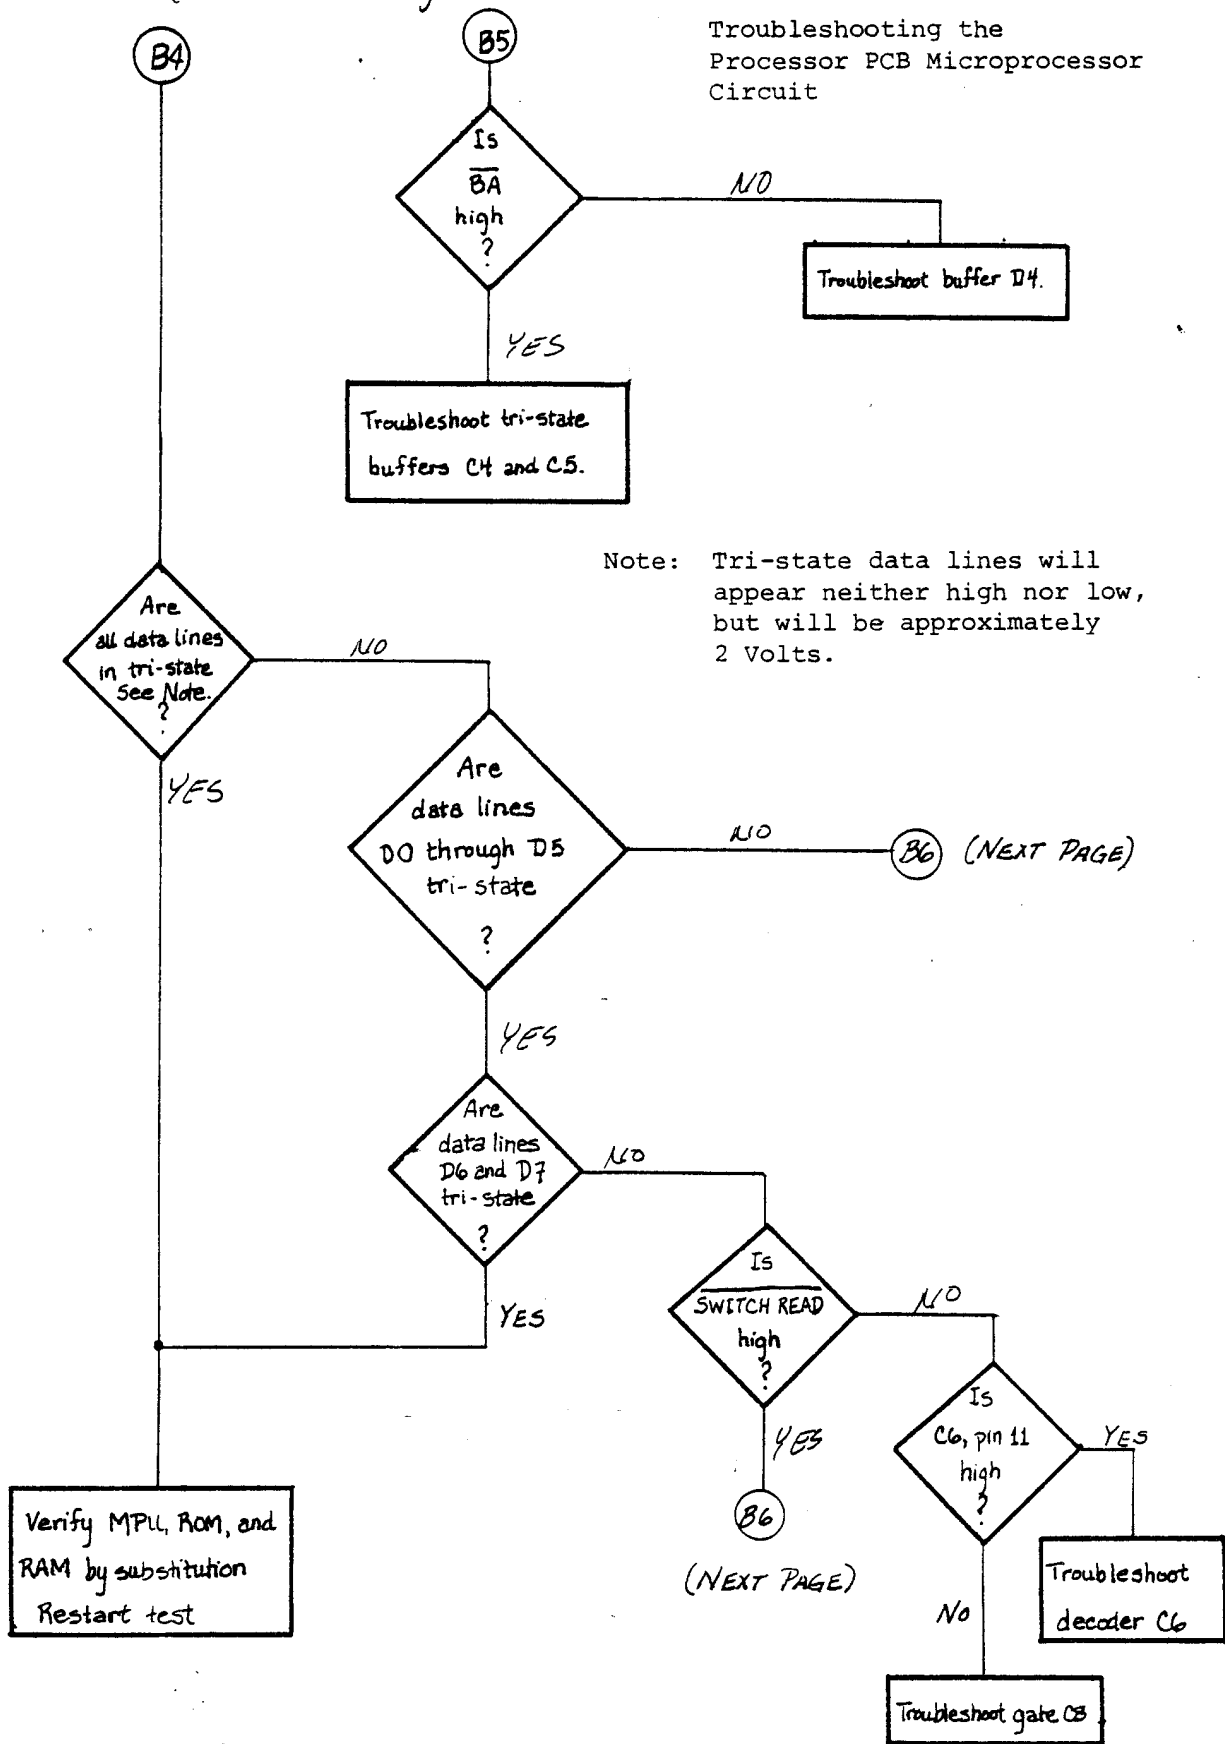 B4
B5
Troubleshooting the
Processor PCB Microprocessor
Circuit
Is
BA
high
?
NO
Troubleshoot buffer D4.
YES
Troubleshoot tri-state
buffers C4 and C5.
Note: Tri-state data lines will
appear neither high nor low,
but will be approximately
2 Volts.
Are
all data lines
in tri-state
See Note.
?
NO
YES
Are
data lines
D0 through D5
tri-state
?
NO
B6 (NEXT PAGE)
YES
Are
data lines
D6 and D7
tri-state
?
NO
YES
Is
SWITCH READ
high
?
NO
YES
B6
(NEXT PAGE)
Is
C6, pin 11
high
?
YES
Troubleshoot
decoder C6
NO
Troubleshoot gate
Verify MPU, ROM, and
RAM by substitution
Restart test